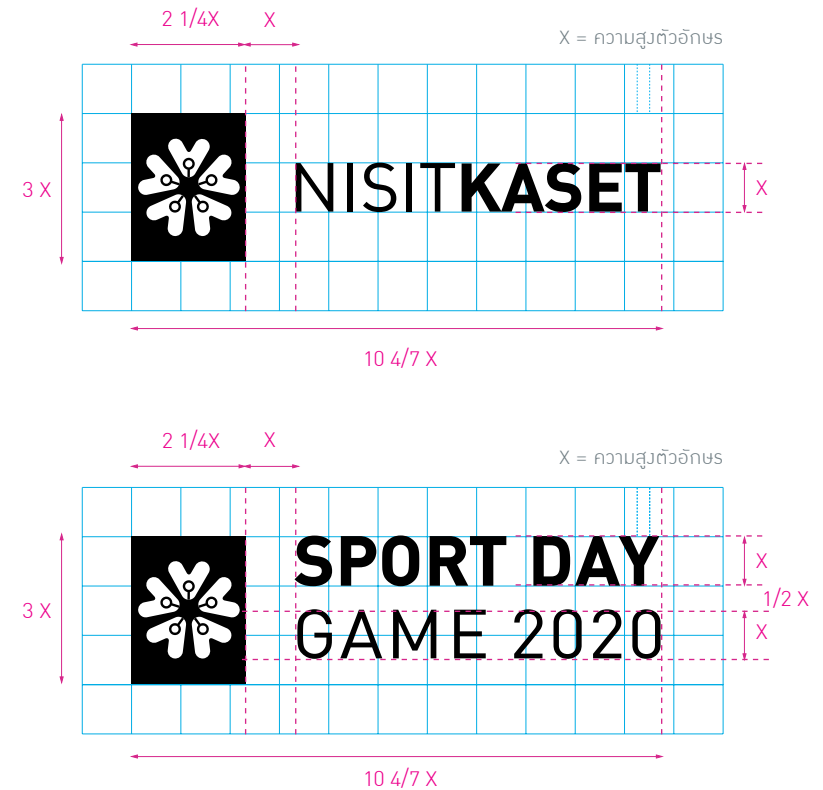 2 1/4X X
X = ความสูงตัวอักษร
3 X
NISITKASET
X
10 4/7 X
2 1/4X X
X = ความสูงตัวอักษร
3 X
SPORT DAY
X
1/2 X
GAME 2020
X
10 4/7 X